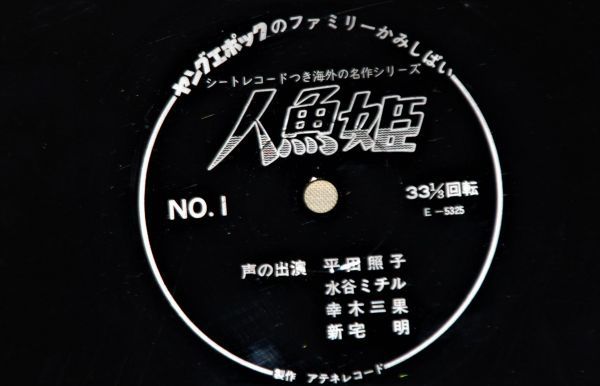 ヤングエポックのファミリーかみしばい
シートレコードつき海外の名作シリーズ
人魚姫
NO.1
33⅓回転
E-5325
声の出演 平田照子
水谷ミチル
幸木三果
新宅 明
製作 アテネレコード